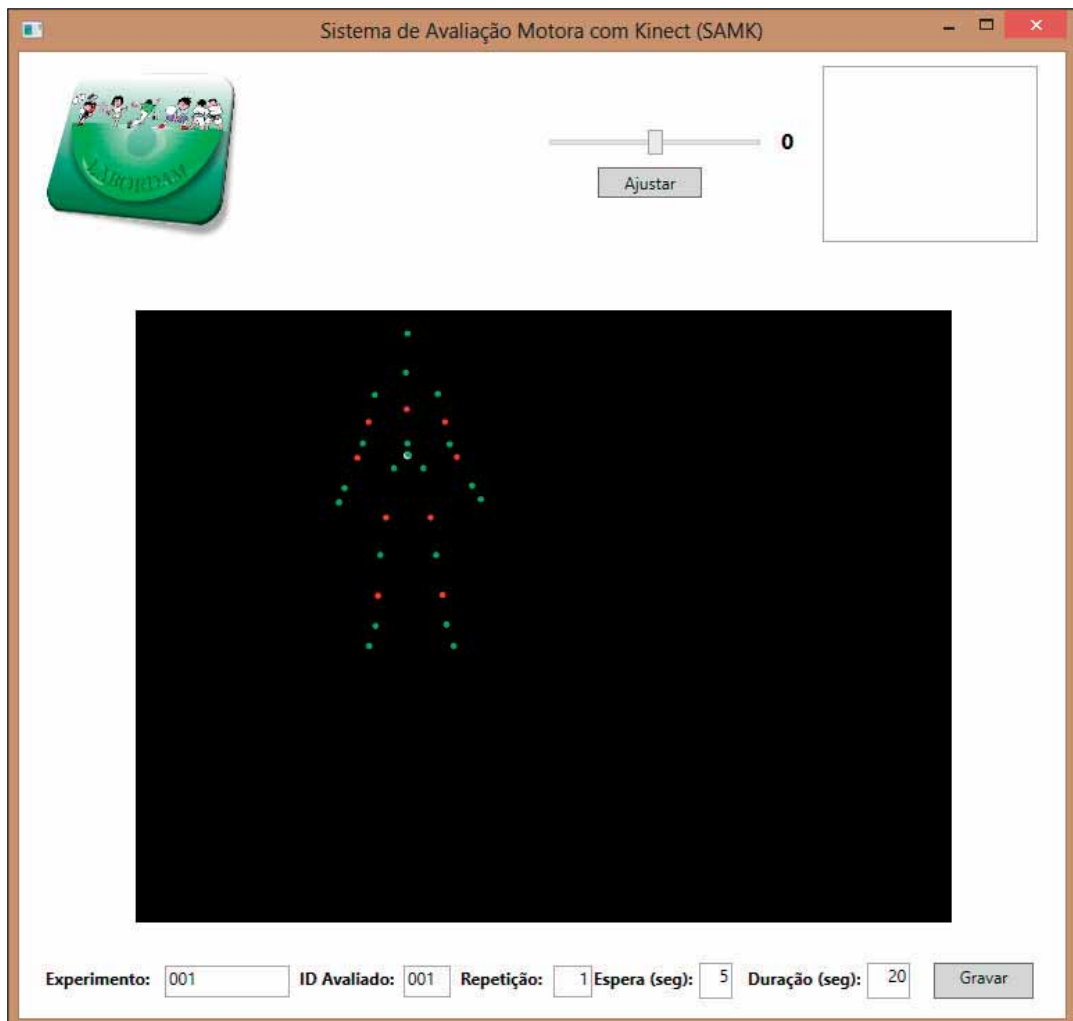 Sistema de Avaliação Motora com Kinect (SAMK)
LABORDAM
0
Ajustar
Experimento: 001 ID Avaliado: 001 Repetição: 1 Espera (seg): 5 Duração (seg): 20 Gravar